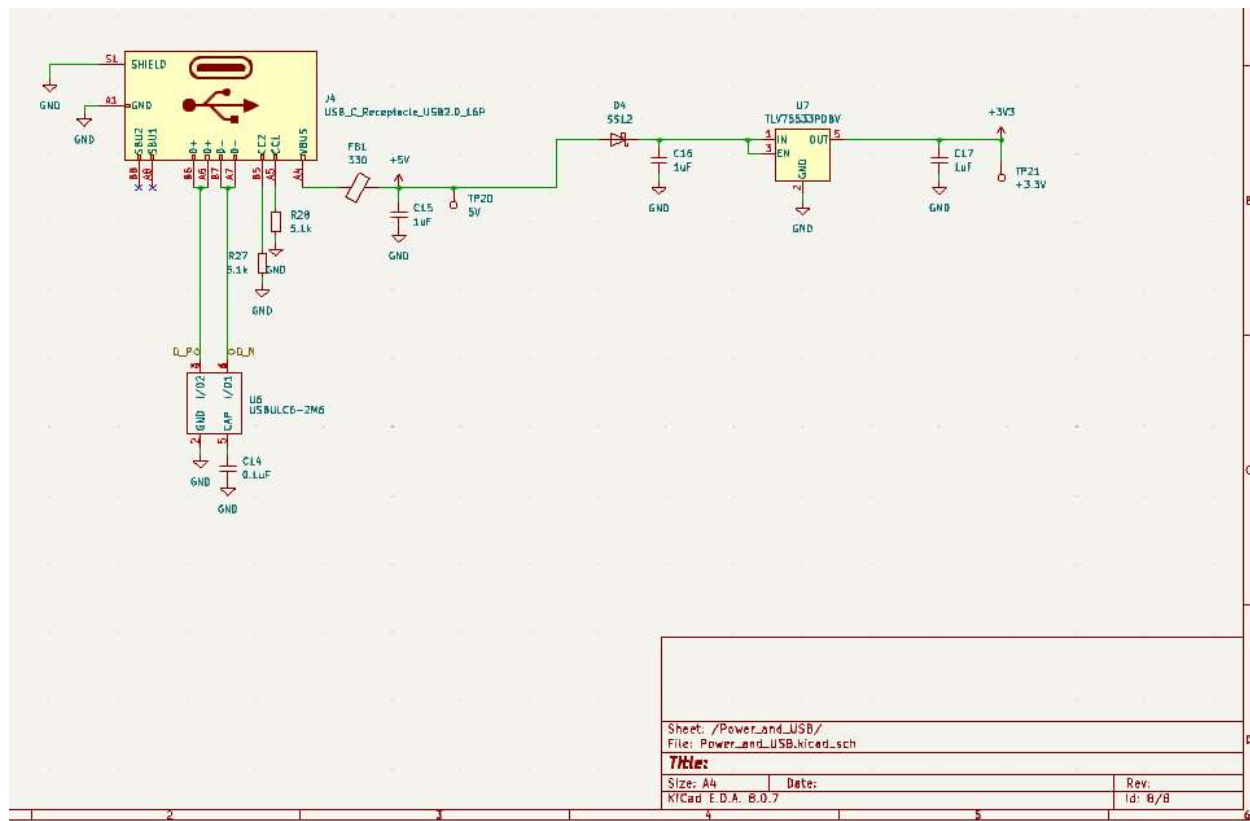 S1
SHIELD
A1
GND
GND
GND
SBU2
SBU1
D+
D+
D-
D-
CC2
CC1
VBUS
B8
A8
B6
A6
B7
A7
B5
A5
A4
J4
USB_C_Receptacle_USB2.0_16P
FB1
330
+5V
C15
1uF
GND
TP20
5V
R28
5.1k
GND
R27
5.1k
GND
D4
SS12
C16
1uF
GND
U7
TLV75533PDBV
1
IN
OUT
5
3
EN
GND
2
GND
C17
1uF
GND
+3V3
TP21
+3.3V
D_P
D_N
I/O2
I/O1
GND
CAP
U6
USBULC6-2M6
2
5
GND
C14
0.1uF
GND
B
C
D
Sheet: /Power_and_USB/
File: Power_and_USB.kicad_sch
Title:
Size: A4
Date:
Rev:
KiCad E.D.A. 8.0.7
Id: 8/8
2
3
4
5
6